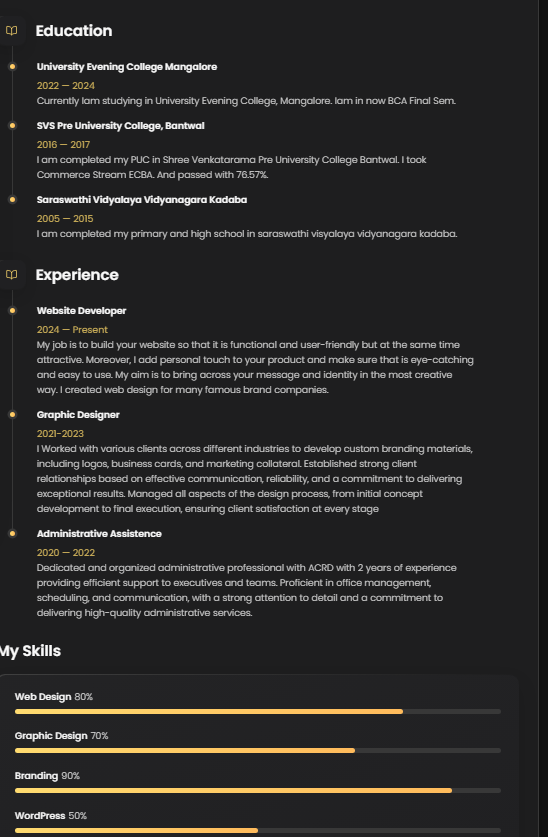 Education
University Evening College Mangalore
2022 — 2024
Currently Iam studying in University Evening College, Mangalore. Iam in now BCA Final Sem.
SVS Pre University College, Bantwal
2016 — 2017
I am completed my PUC in Shree Venkatarama Pre University College Bantwal. I took
Commerce Stream ECBA. And passed with 76.57%.
Saraswathi Vidyalaya Vidyanagara Kadaba
2005 — 2015
I am completed my primary and high school in saraswathi visyalaya vidyanagara kadaba.
Experience
Website Developer
2024 — Present
My job is to build your website so that it is functional and user-friendly but at the same time
attractive. Moreover, I add personal touch to your product and make sure that is eye-catching
and easy to use. My aim is to bring across your message and identity in the most creative
way. I created web design for many famous brand companies.
Graphic Designer
2021-2023
I Worked with various clients across different industries to develop custom branding materials,
including logos, business cards, and marketing collateral. Established strong client
relationships based on effective communication, reliability, and a commitment to delivering
exceptional results. Managed all aspects of the design process, from initial concept
development to final execution, ensuring client satisfaction at every stage
Administrative Assistence
2020 — 2022
Dedicated and organized administrative professional with ACRD with 2 years of experience
providing efficient support to executives and teams. Proficient in office management,
scheduling, and communication, with a strong attention to detail and a commitment to
delivering high-quality administrative services.
My Skills
Web Design 80%
Graphic Design 70%
Branding 90%
WordPress 50%